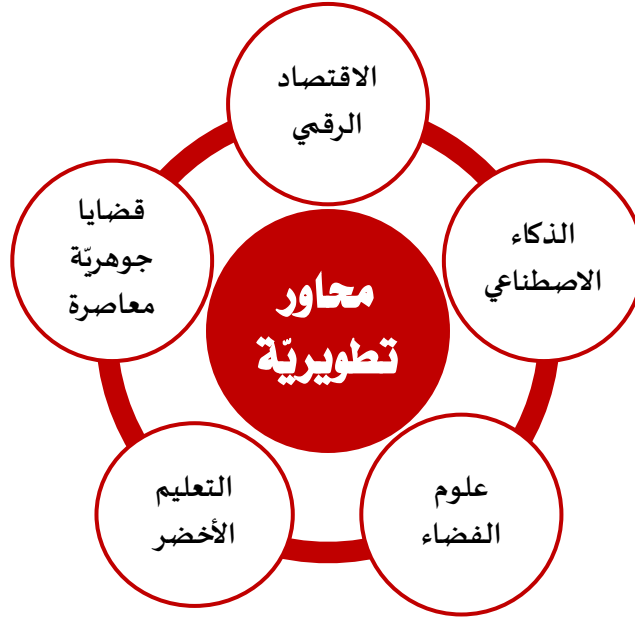 الاقتصاد
الرقمي
الذكاء
الاصطناعي
علوم
الفضاء
التعليم
الأخضر
قضايا
جوهريّة
معاصرة
محاور
تطويريّة